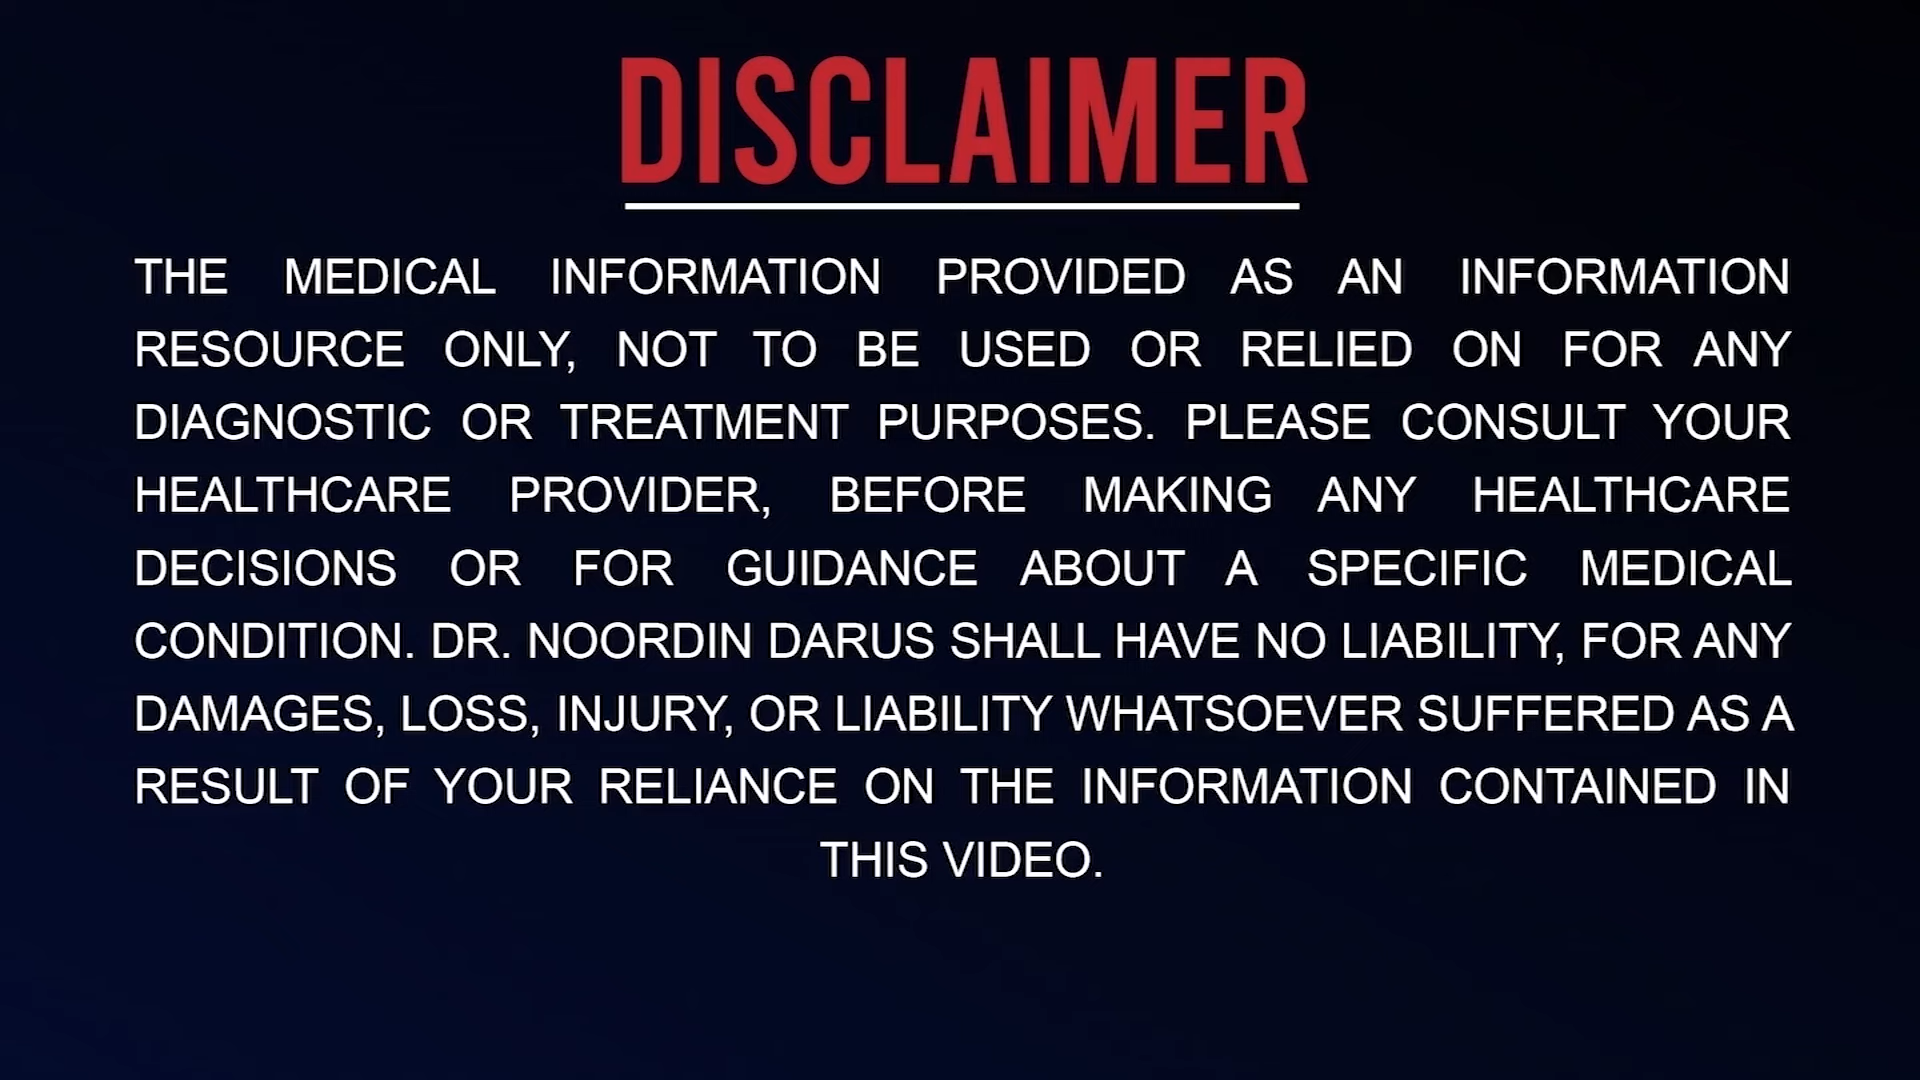 DISCLAIMER
THE MEDICAL INFORMATION PROVIDED AS AN INFORMATION
RESOURCE ONLY, NOT TO BE USED OR RELIED ON FOR ANY
DIAGNOSTIC OR TREATMENT PURPOSES. PLEASE CONSULT YOUR
HEALTHCARE PROVIDER, BEFORE MAKING ANY HEALTHCARE
DECISIONS OR FOR GUIDANCE ABOUT A SPECIFIC MEDICAL
CONDITION. DR. NOORDIN DARUS SHALL HAVE NO LIABILITY, FOR ANY
DAMAGES, LOSS, INJURY, OR LIABILITY WHATSOEVER SUFFERED AS A
RESULT OF YOUR RELIANCE ON THE INFORMATION CONTAINED IN
THIS VIDEO.